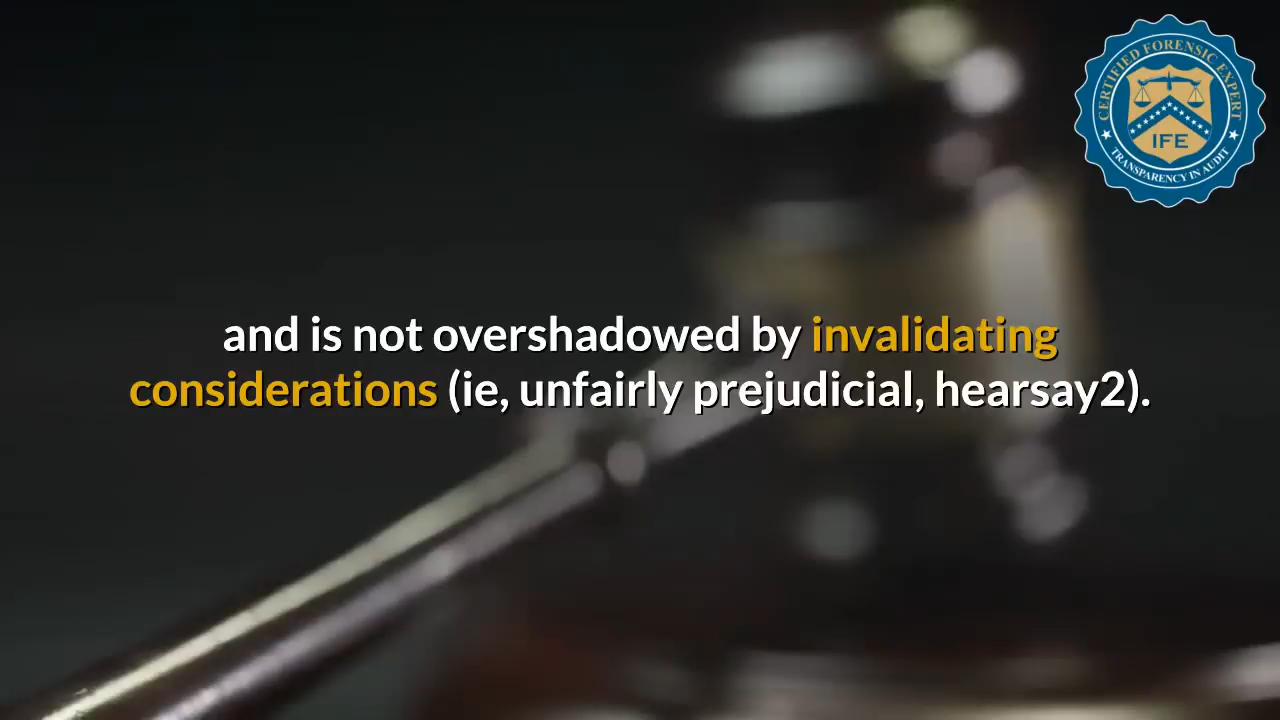 CERTIFIED FORENSIC EXPERT
IFE
TRANSPARENCY IN AUDIT
and is not overshadowed by invalidating
considerations (ie, unfairly prejudicial, hearsay2).